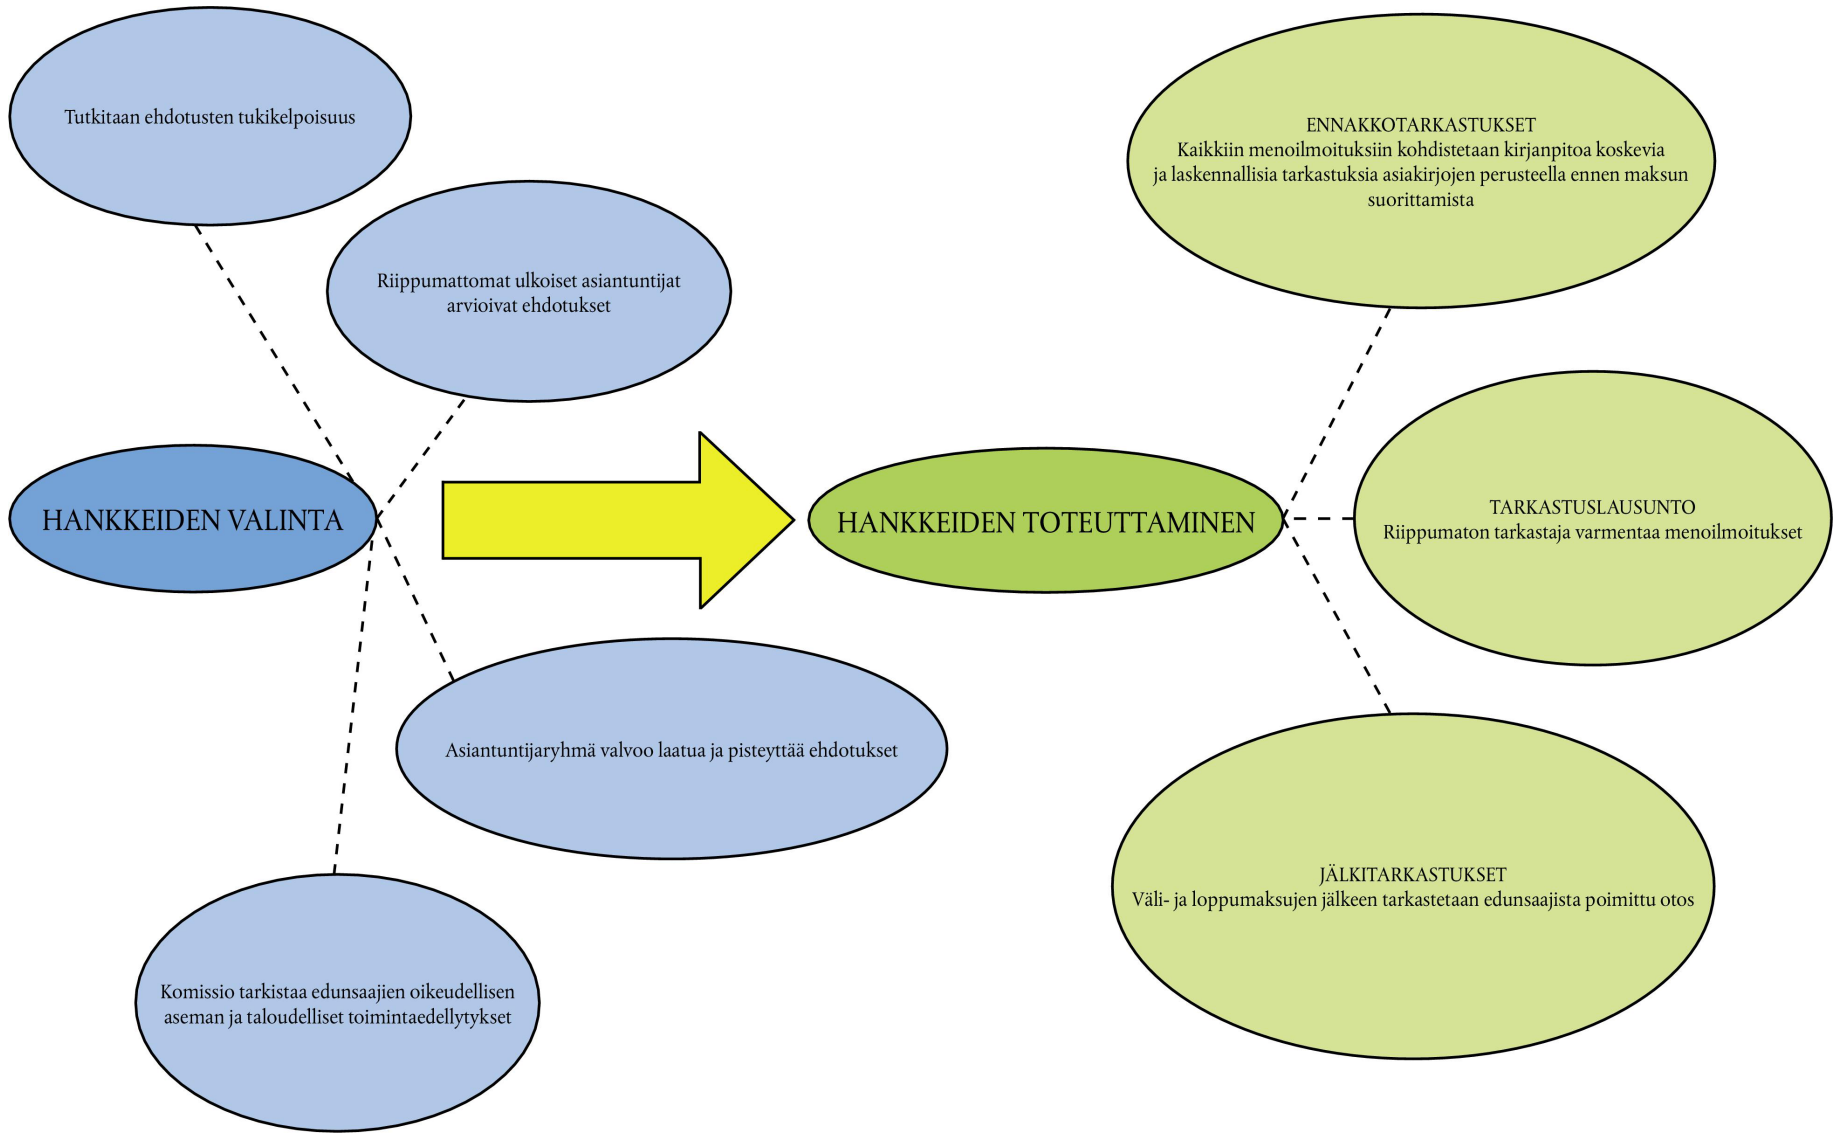 Tutkitaan ehdotusten tukikelpoisuus
Riippumattomat ulkoiset asiantuntijat
arvioivat ehdotukset
HANKKEIDEN VALINTA
Asiantuntijaryhmä valvoo laatua ja pisteyttää ehdotukset
Komissio tarkistaa edunsaajien oikeudellisen
aseman ja taloudelliset toimintaedellytykset
HANKKEIDEN TOTEUTTAMINEN
ENNAKKOTARKASTUKSET
Kaikkiin menoilmoituksiin kohdistetaan kirjanpitoa koskevia
ja laskennallisia tarkastuksia asiakirjojen perusteella ennen maksun
suorittamista
TARKASTUSLAUSUNTO
Riippumaton tarkastaja varmentaa menoilmoitukset
JÄLKITARKASTUKSET
Väli- ja loppumaksujen jälkeen tarkastetaan edunsaajista poimittu otos